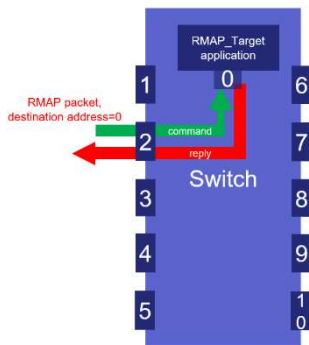 RMAP_Target
application
0
1
6
RMAP packet,
destination address=0
command
2
7
reply
Switch
3
8
4
9
5
1
0